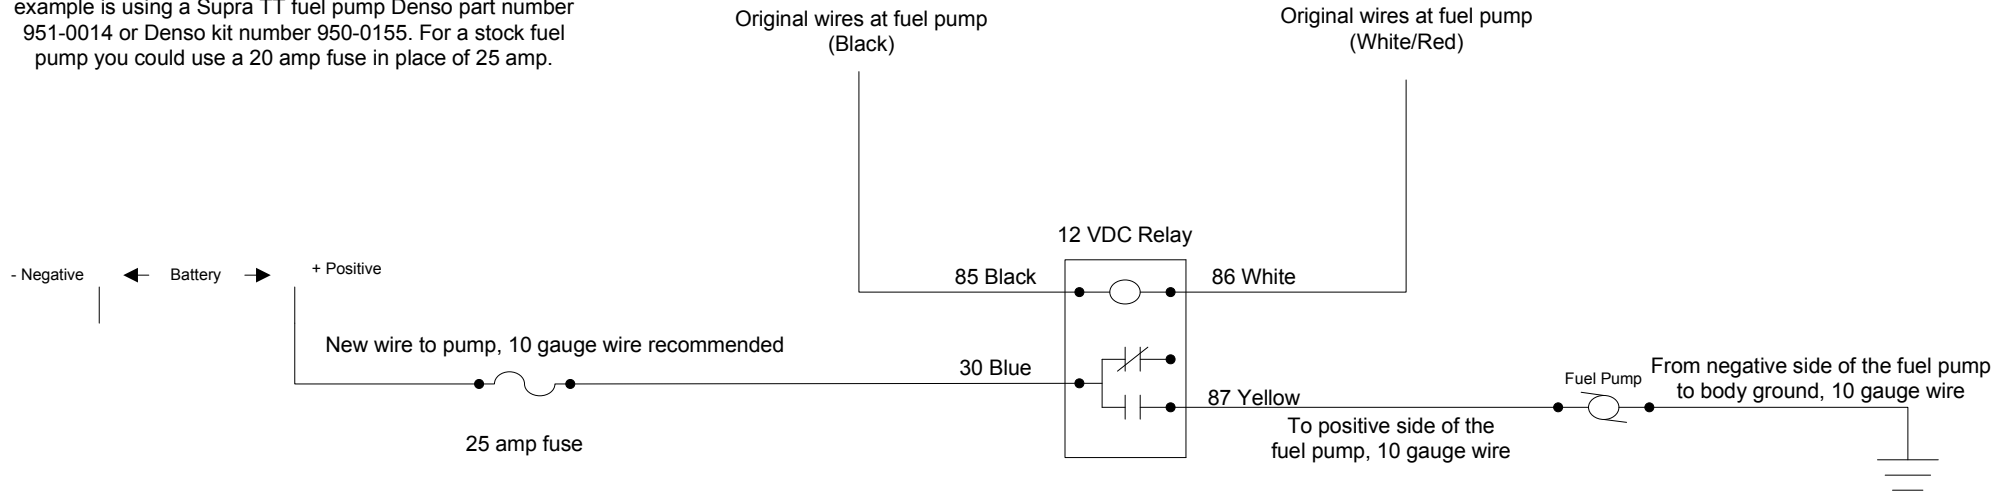 example is using a Supra TT fuel pump Denso part number
951-0014 or Denso kit number 950-0155. For a stock fuel
pump you could use a 20 amp fuse in place of 25 amp.
Original wires at fuel pump
(Black)
Original wires at fuel pump
(White/Red)
12 VDC Relay
- Negative
Battery
+ Positive
85 Black
86 White
New wire to pump, 10 gauge wire recommended
30 Blue
25 amp fuse
87 Yellow
To positive side of the
fuel pump, 10 gauge wire
Fuel Pump
From negative side of the fuel pump
to body ground, 10 gauge wire